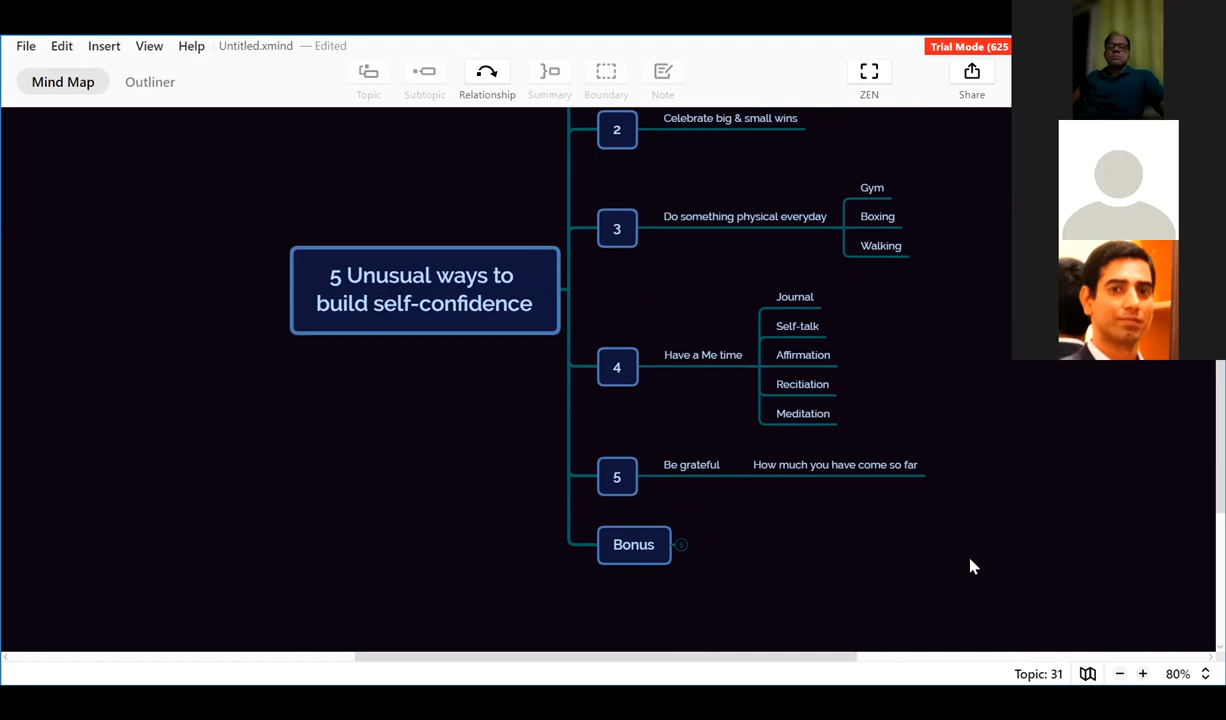 File Edit Insert View Help Untitled.xmind — Edited
Trial Mode (625
Mind Map Outliner
Topic Subtopic Relationship Summary Boundary Note ZEN Share
2 Celebrate big & small wins
3 Do something physical everyday
Gym
Boxing
Walking
5 Unusual ways to
build self-confidence
4 Have a Me time
Journal
Self-talk
Affirmation
Recitiation
Meditation
5 Be grateful How much you have come so far
Bonus 6
Topic: 31 80%